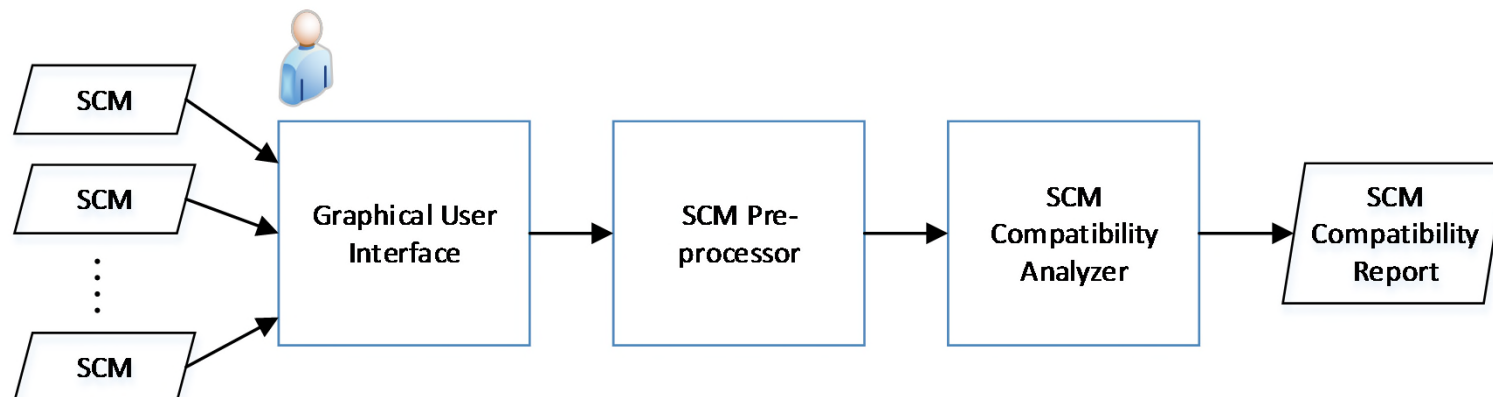 SCM
SCM
SCM
Graphical User
Interface
SCM Pre-
processor
SCM
Compatibility
Analyzer
SCM
Compatibility
Report